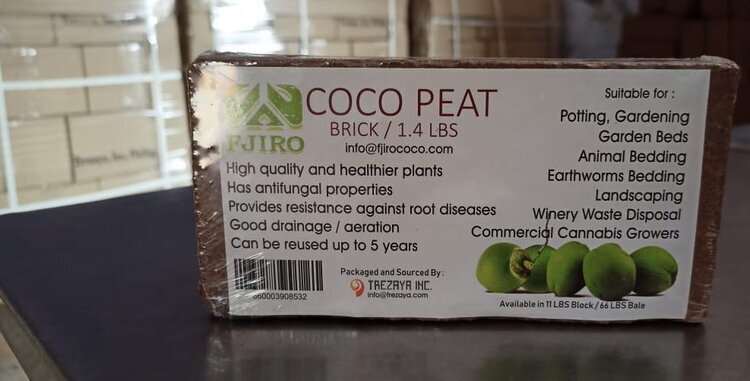 FJIRO
COCO PEAT
BRICK / 1.4 LBS
info@fjirococo.com
High quality and healthier plants
Has antifungal properties
Provides resistance against root diseases
Good drainage / aeration
Can be reused up to 5 years
Suitable for :
Potting, Gardening
Garden Beds
Animal Bedding
Earthworms Bedding
Landscaping
Winery Waste Disposal
Commercial Cannabis Growers
660003908532
Packaged and Sourced By :
TREZAYA INC.
info@trezaya.com
Available in 11 LBS Block / 66 LBS Bale